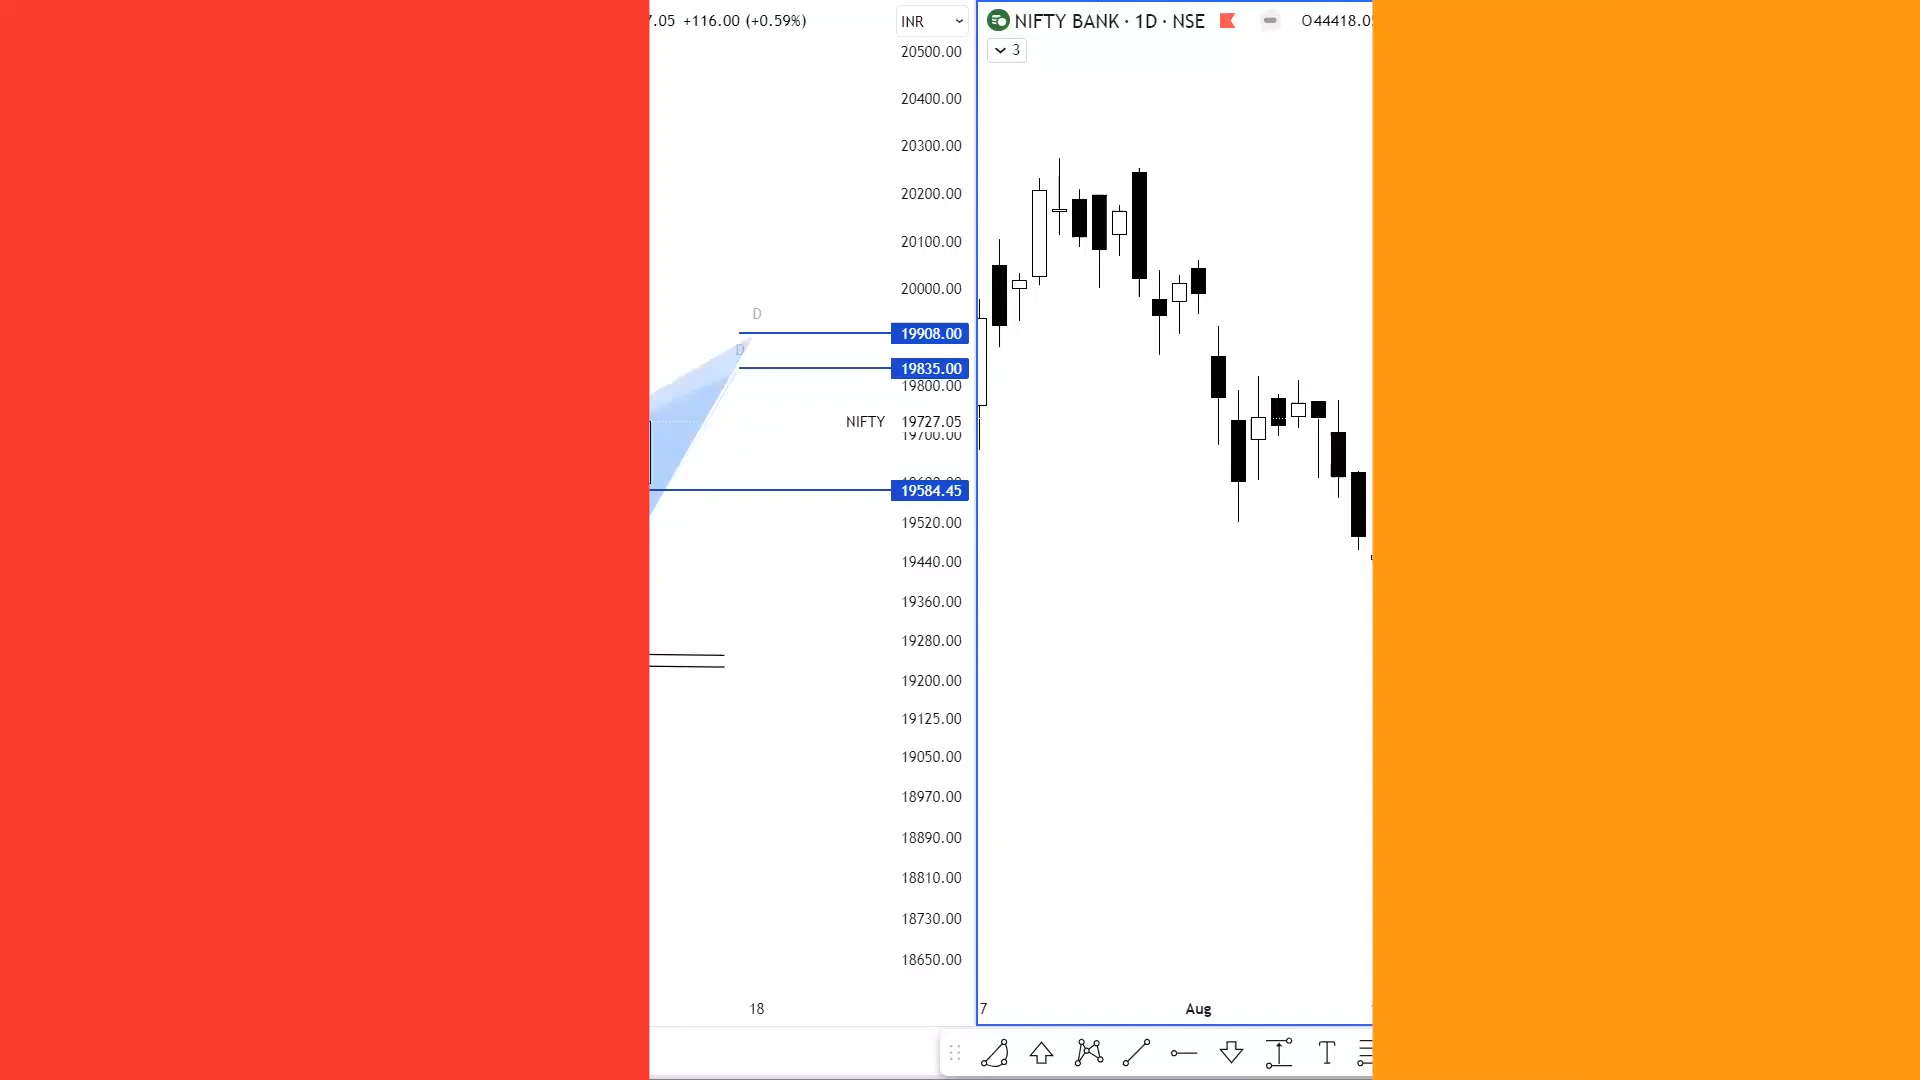 7.05 +116.00 (+0.59%)
INR
20500.00
20400.00
20300.00
20200.00
20100.00
20000.00
D
19908.00
D
19835.00
19800.00
NIFTY 19727.05
19700.00
19584.45
19520.00
19440.00
19360.00
19280.00
19200.00
19125.00
19050.00
18970.00
18890.00
18810.00
18730.00
18650.00
18
NIFTY BANK · 1D · NSE
O44418.0
3
7
Aug
T